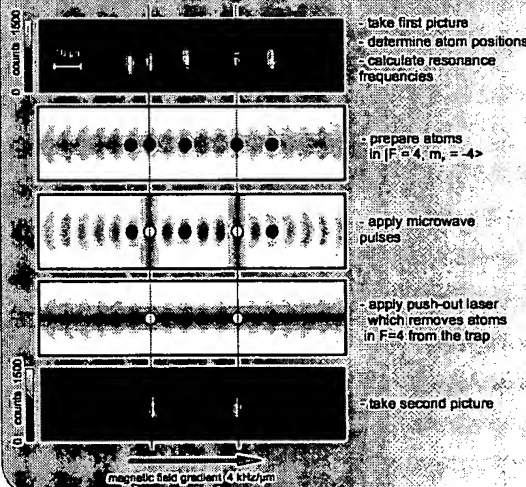 1500
counts
0
- take first picture
- determine atom positions
- calculate resonance
frequencies
- prepare atoms
in |F = 4, m, = -4>
- apply microwave
pulses
- apply push-out laser
which removes atoms
in F=4 from the trap
1500
counts
0
- take second picture
magnetic field gradient (4 kHz/µm)